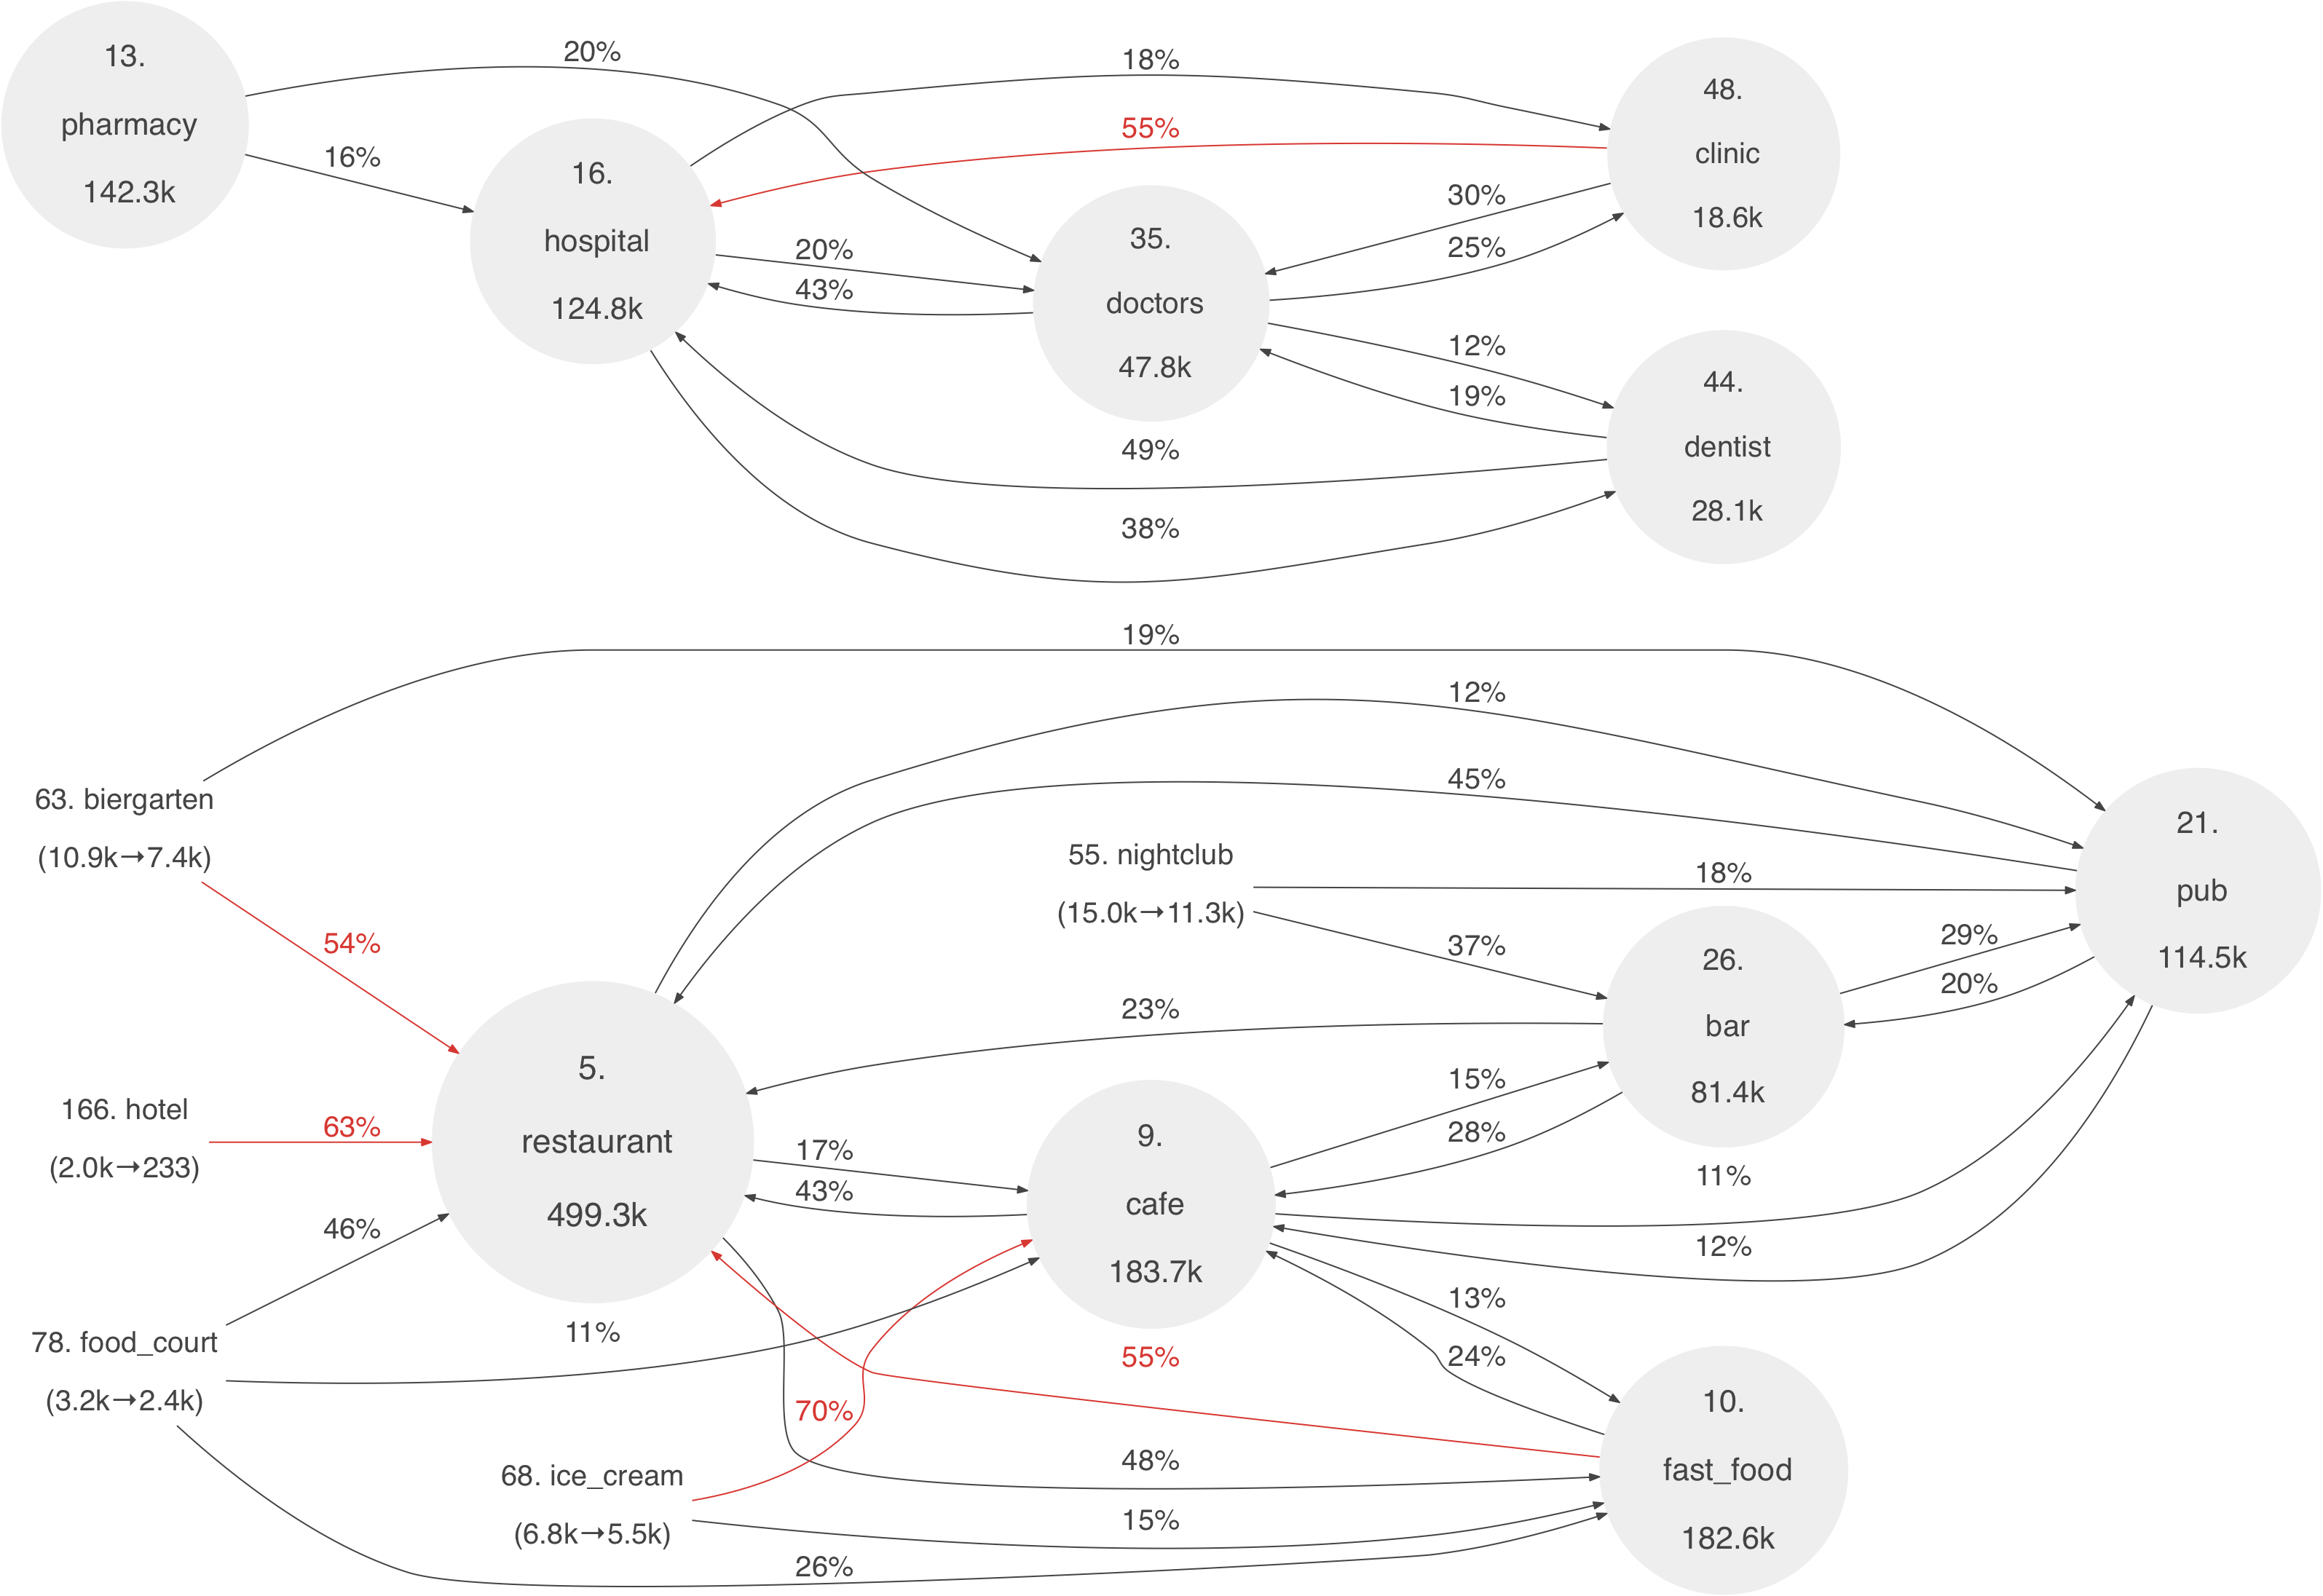 13.
pharmacy
142.3k
20%
16%
16.
hospital
124.8k
18%
55%
20%
43%
35.
doctors
47.8k
30%
25%
12%
19%
49%
38%
48.
clinic
18.6k
44.
dentist
28.1k
19%
12%
45%
63. biergarten
(10.9k→7.4k)
54%
55. nightclub
(15.0k→11.3k)
18%
37%
21.
pub
114.5k
29%
20%
26.
bar
81.4k
23%
166. hotel
(2.0k→233)
63%
5.
restaurant
499.3k
17%
43%
9.
cafe
183.7k
15%
28%
11%
12%
46%
78. food_court
(3.2k→2.4k)
11%
13%
24%
55%
70%
68. ice_cream
(6.8k→5.5k)
48%
15%
26%
10.
fast_food
182.6k